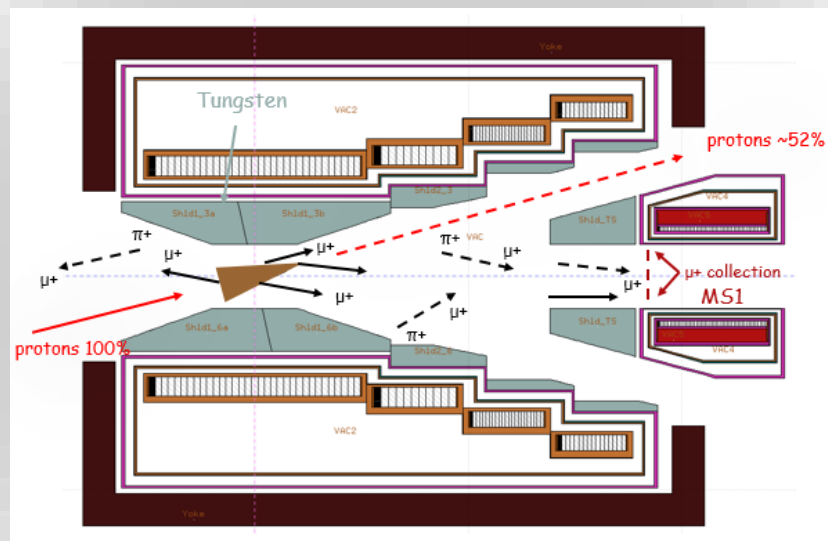 Yoke
Tungsten
VAC2
protons ~52%
Shld2_3
Shld1_3a
Shld1_3b
Shld_TS
VAC4
π+
µ+
π+
VAC
µ+
µ+
µ+
µ+
µ+
µ+ collection
MS1
µ+
µ+
protons 100%
π+
Shld1_6a
Shld1_6b
Shld_TS
VAC4
VAC2
Yoke